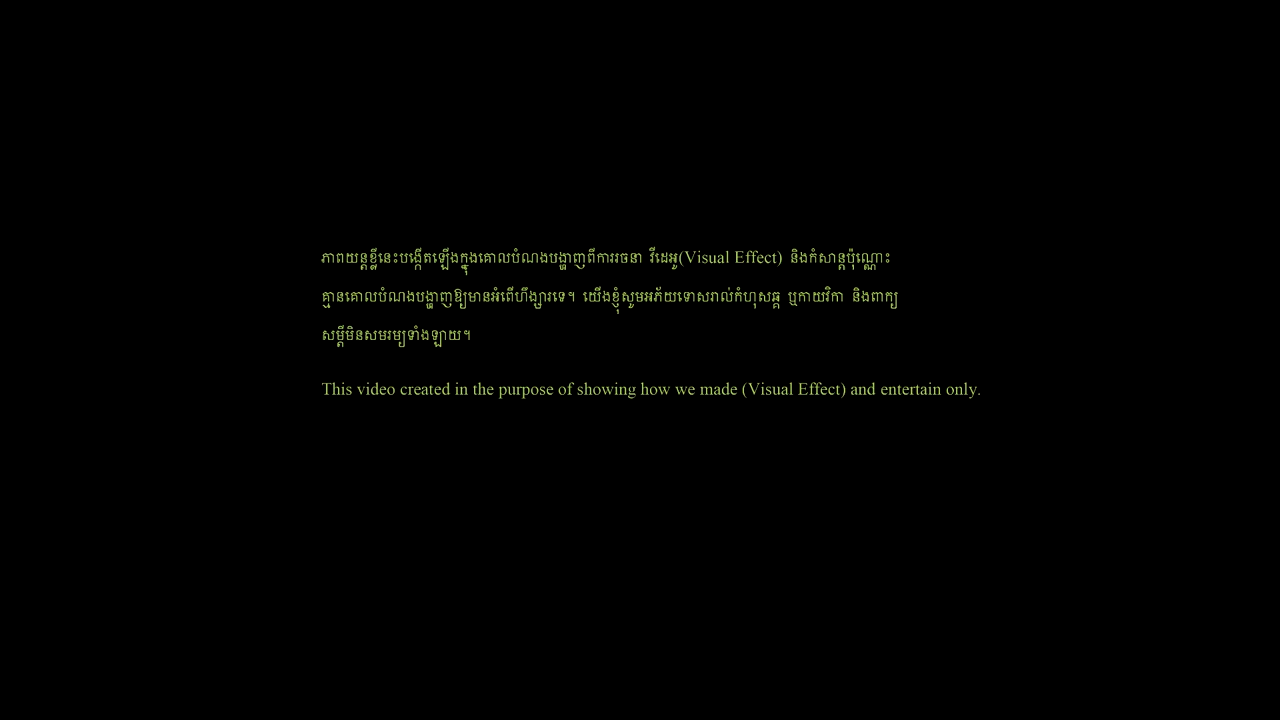 ភាពយន្តខ្លីនេះបង្កើតឡើងក្នុងគោលបំណងបង្ហាញពីការរចនា វីដេអូ(Visual Effect) និងកំសាន្តប៉ុណ្ណោះ
គ្មានគោលបំណងបង្ហាញឱ្យមានអំពើហឹង្សារទេ។ យើងខ្ញុំសូមអភ័យទោសរាល់កំហុសឆ្គង ឬកាយវិកា និងពាក្យ
សម្តីមិនសមរម្យទាំងឡាយ។
This video created in the purpose of showing how we made (Visual Effect) and entertain only.